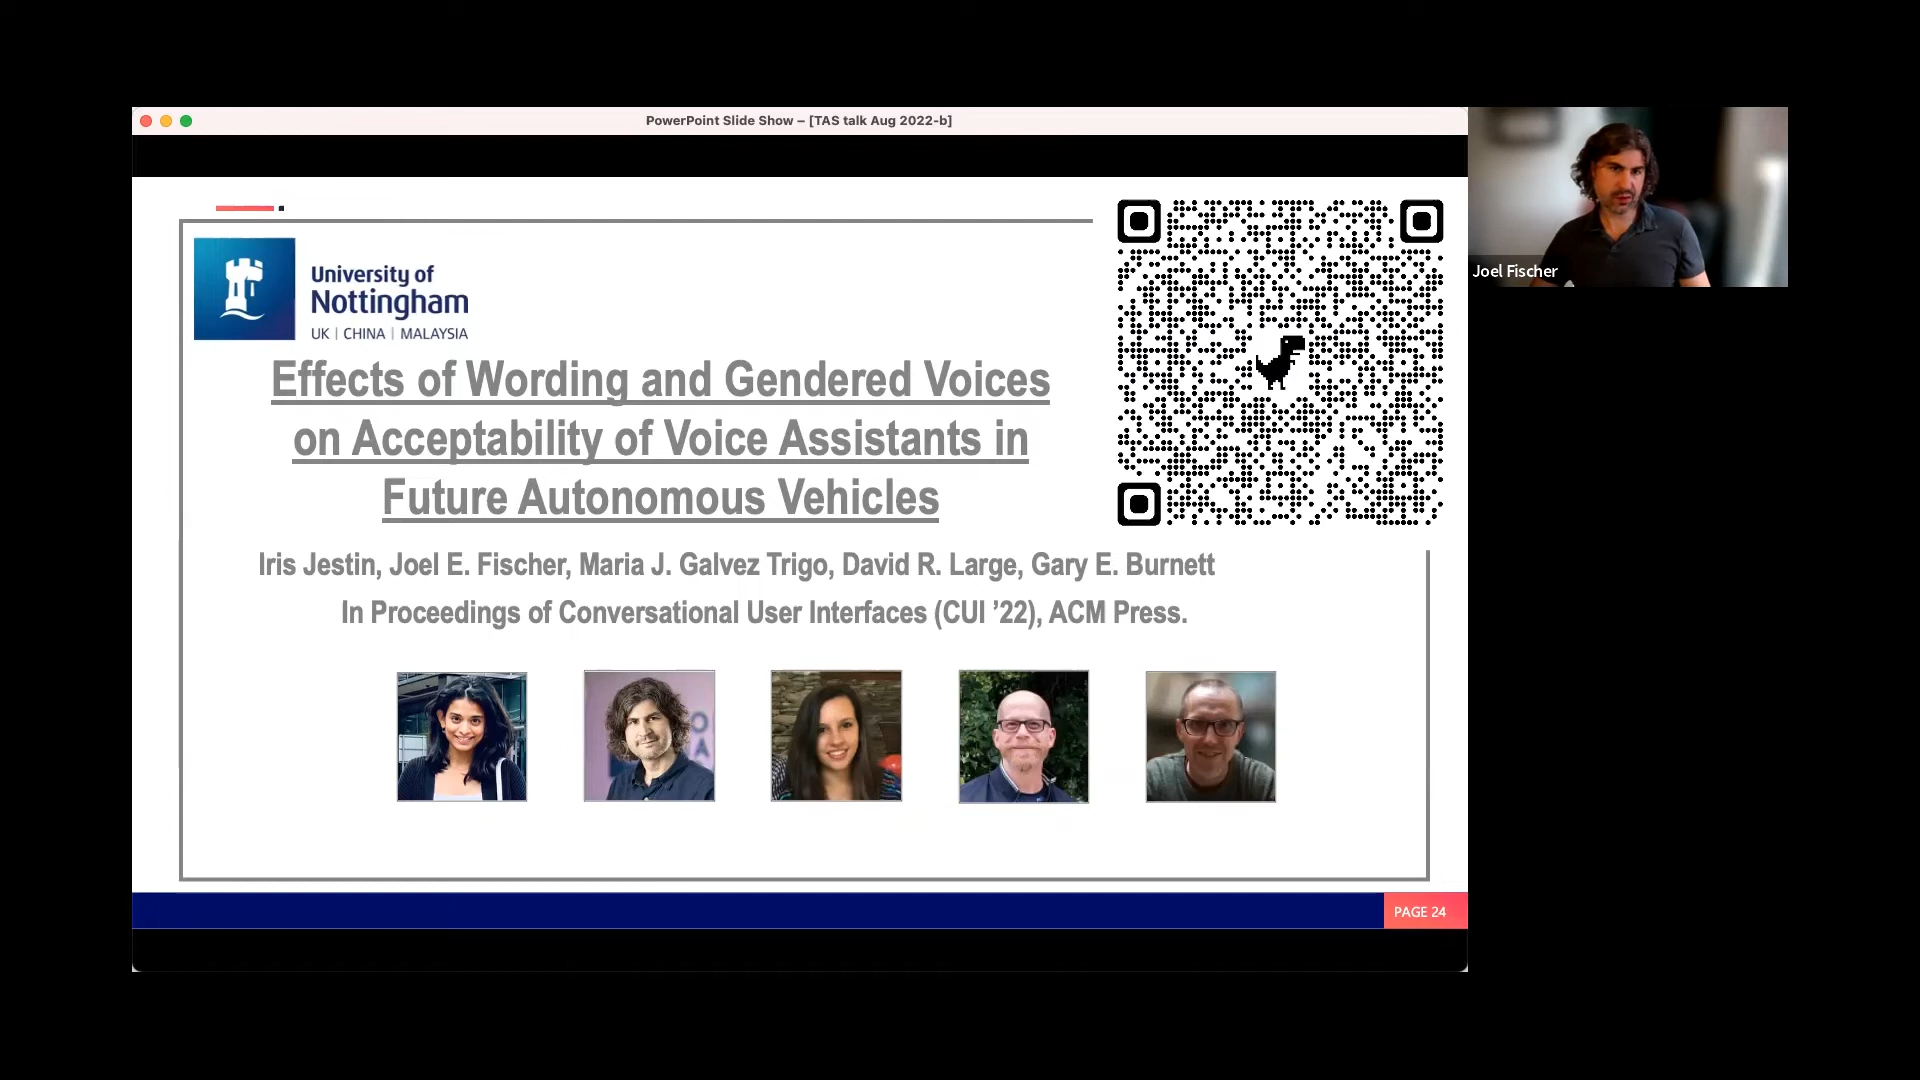 PowerPoint Slide Show – [TAS talk Aug 2022-b]
University of
Nottingham
UK | CHINA | MALAYSIA
Effects of Wording and Gendered Voices
on Acceptability of Voice Assistants in
Future Autonomous Vehicles
Iris Jestin, Joel E. Fischer, Maria J. Galvez Trigo, David R. Large, Gary E. Burnett
In Proceedings of Conversational User Interfaces (CUI ’22), ACM Press.
PAGE 24
Joel Fischer